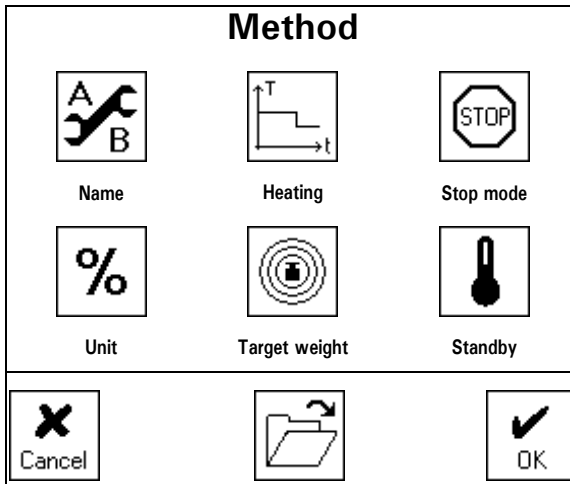 Method
A
B
T
t
STOP
Name
Heating
Stop mode
%
Unit
Target weight
Standby
Cancel
OK